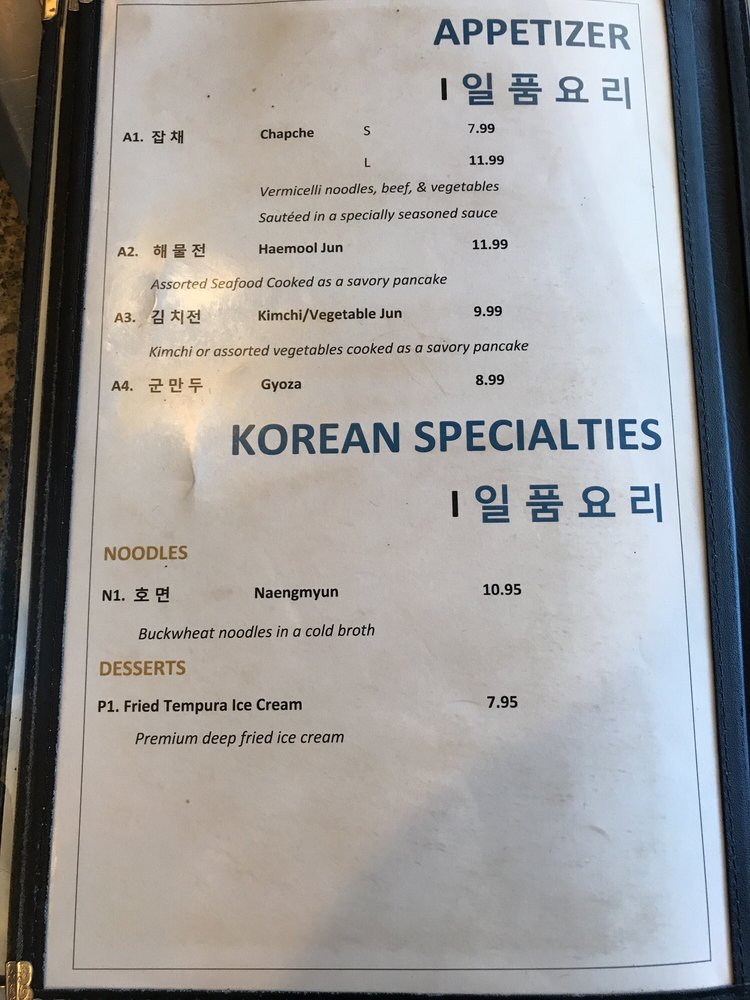 APPETIZER
I 일품요리
A1. 잡채 Chapche S 7.99
L 11.99
Vermicelli noodles, beef, & vegetables
Sautéed in a specially seasoned sauce
A2. 해물전 Haemool Jun 11.99
Assorted Seafood Cooked as a savory pancake
A3. 김치전 Kimchi/Vegetable Jun 9.99
Kimchi or assorted vegetables cooked as a savory pancake
A4. 군만두 Gyoza 8.99
KOREAN SPECIALTIES
I 일품요리
NOODLES
N1. 호면 Naengmyun 10.95
Buckwheat noodles in a cold broth
DESSERTS
P1. Fried Tempura Ice Cream 7.95
Premium deep fried ice cream